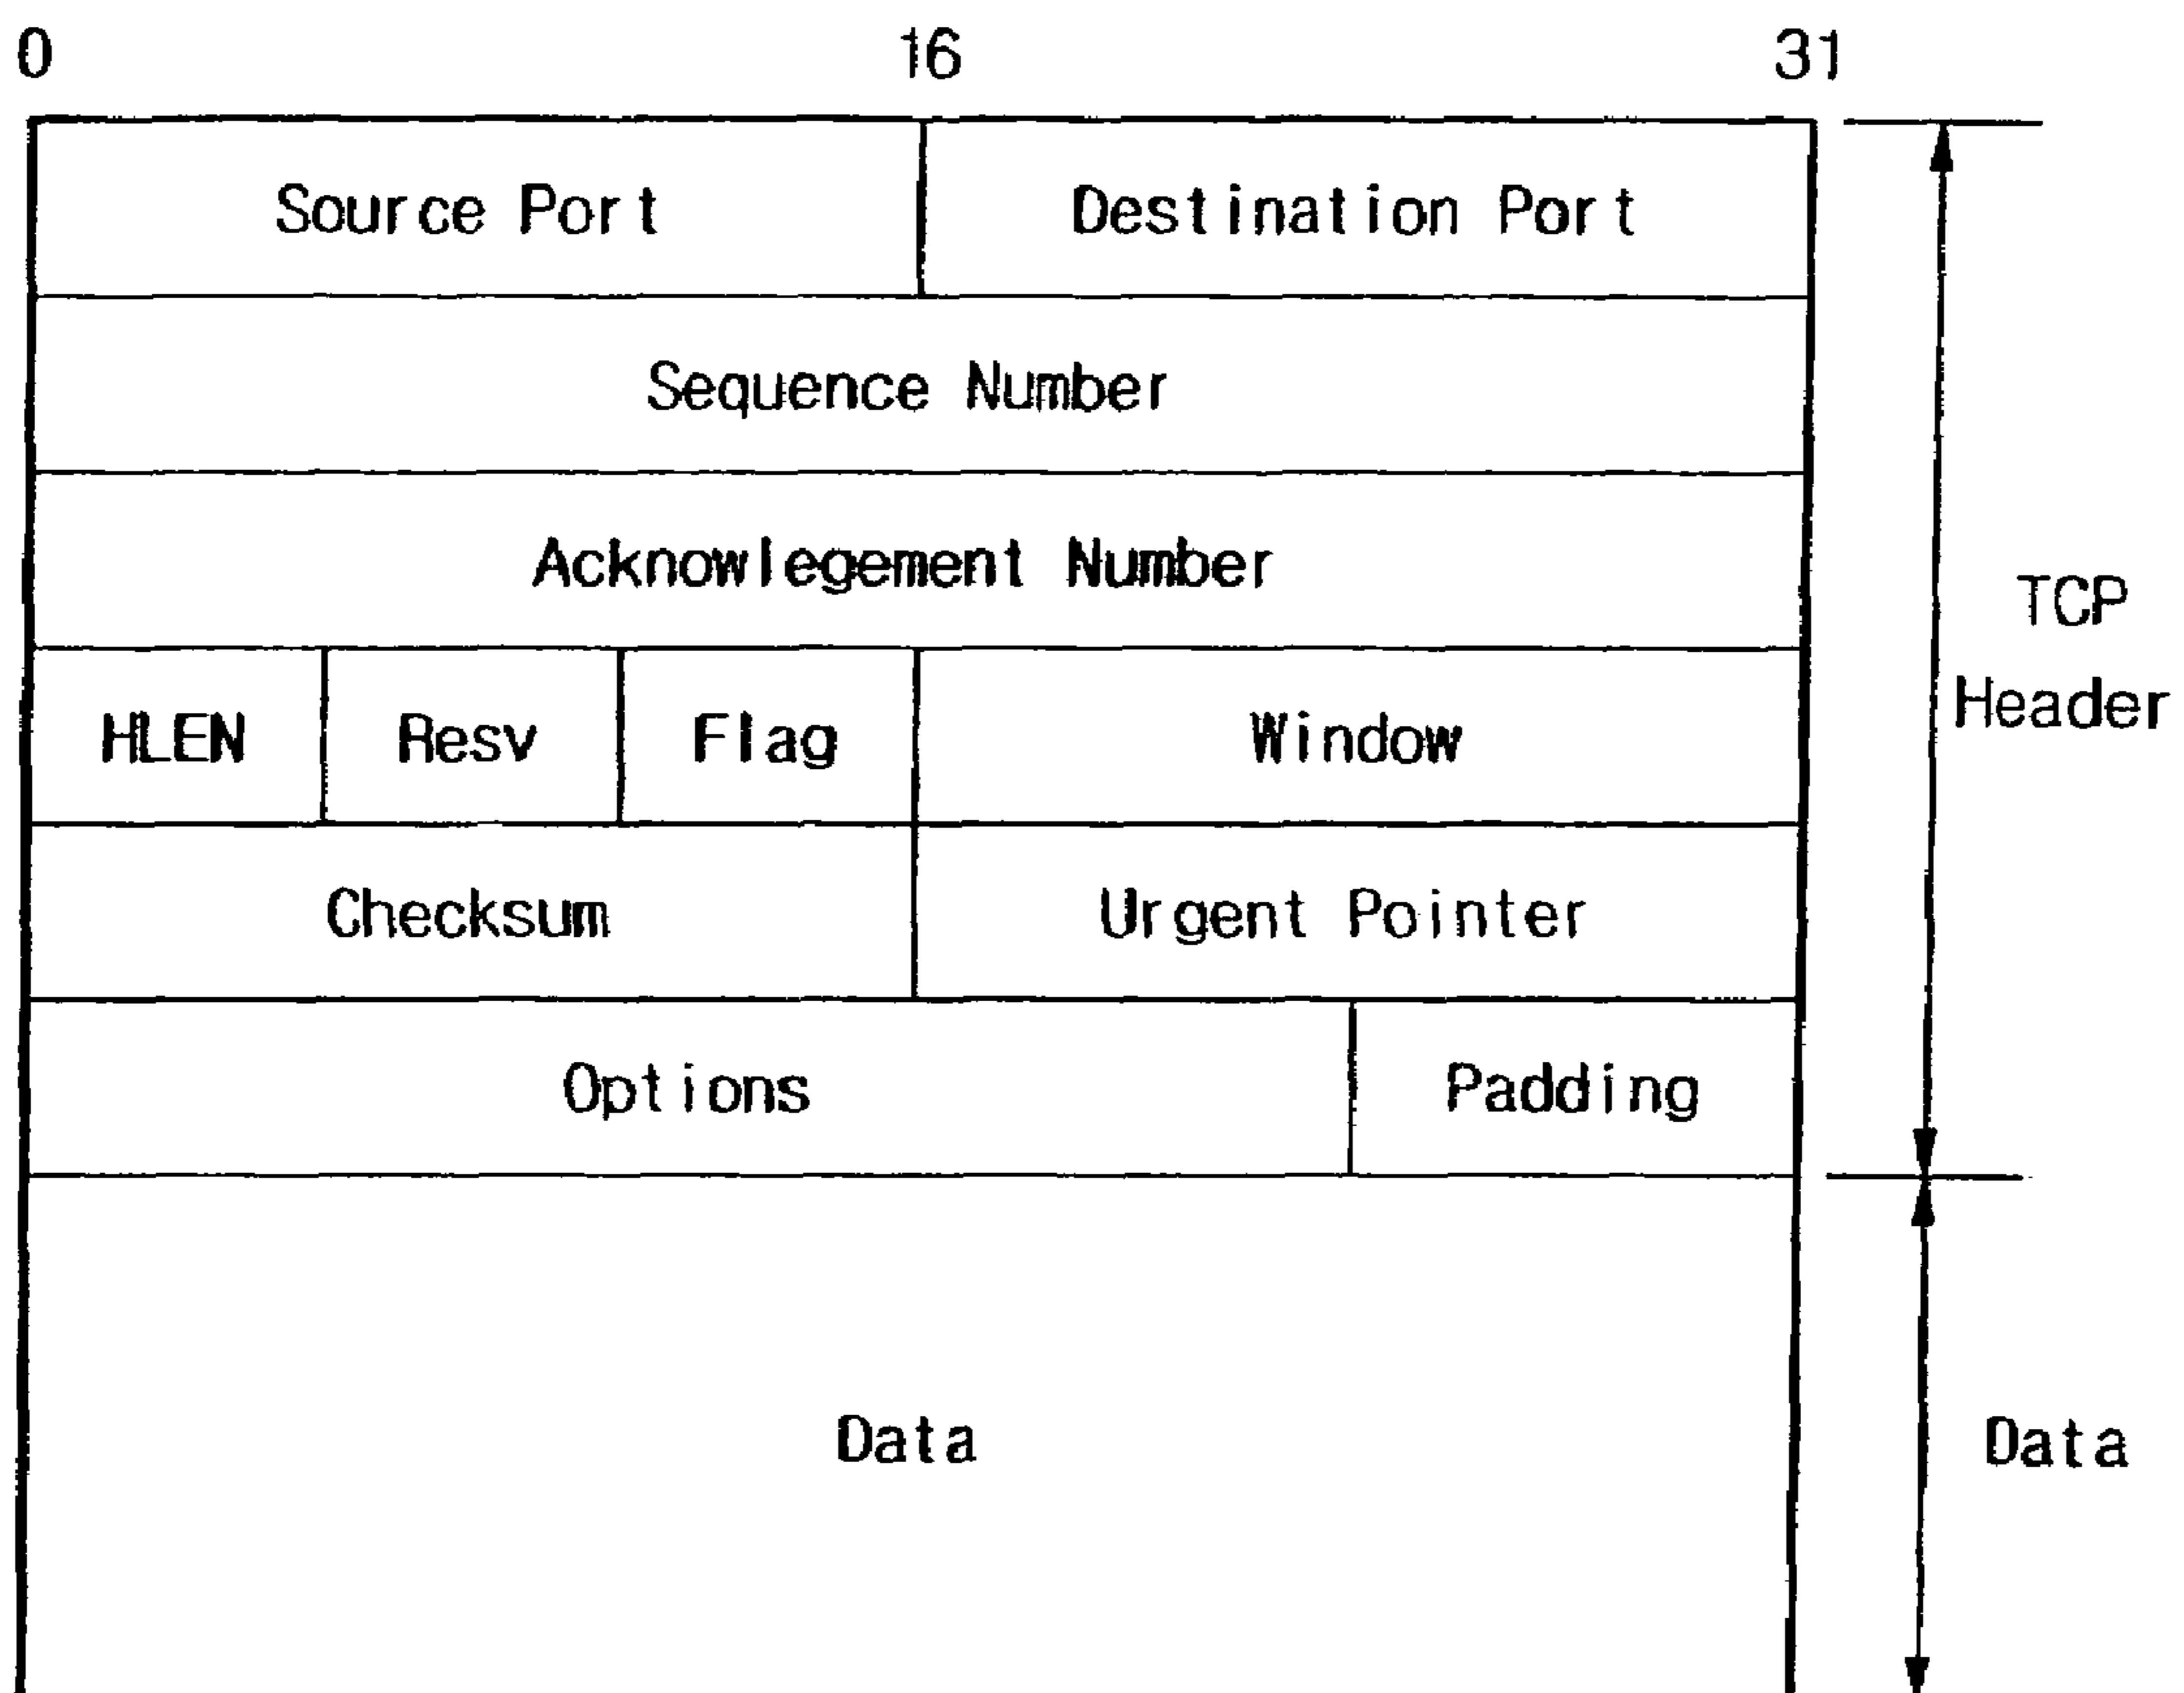 0 16 31
Source Port Destination Port
Sequence Number
Acknowlegement Number
TCP
Header
HLEN Resv Flag Window
Checksum Urgent Pointer
Options Padding
Data Data